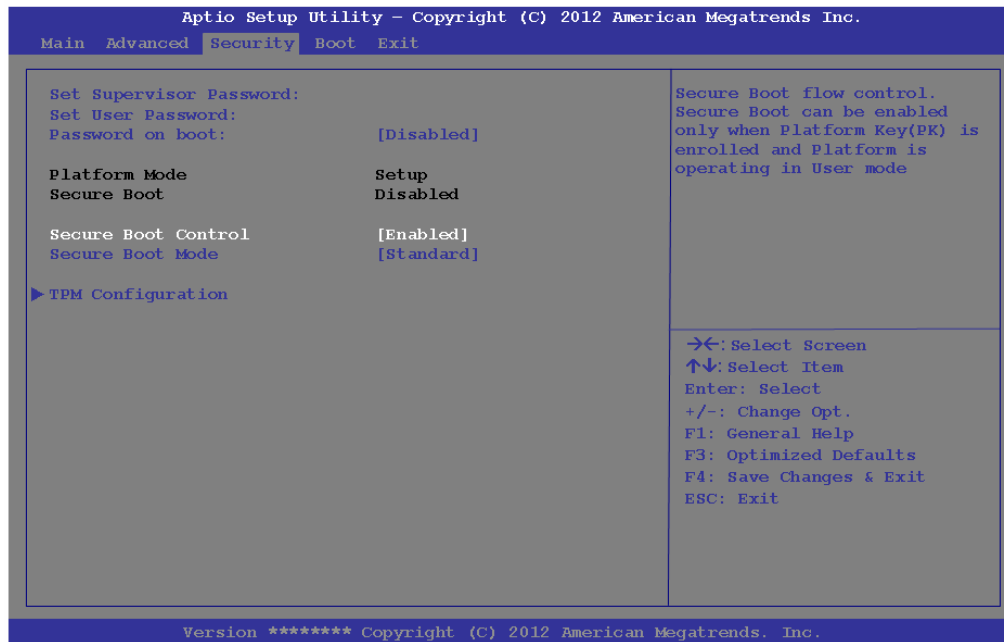 Aptio Setup Utility – Copyright (C) 2012 American Megatrends Inc.
Main Advanced Security Boot Exit
Set Supervisor Password:
Set User Password:
Password on boot: [Disabled]
Platform Mode Setup
Secure Boot Disabled
Secure Boot Control [Enabled]
Secure Boot Mode [Standard]
▶ TPM Configuration
Secure Boot flow control.
Secure Boot can be enabled
only when Platform Key(PK) is
enrolled and Platform is
operating in User mode
→←: Select Screen
↑↓: Select Item
Enter: Select
+/-: Change Opt.
F1: General Help
F3: Optimized Defaults
F4: Save Changes & Exit
ESC: Exit
Version ******** Copyright (C) 2012 American Megatrends. Inc.